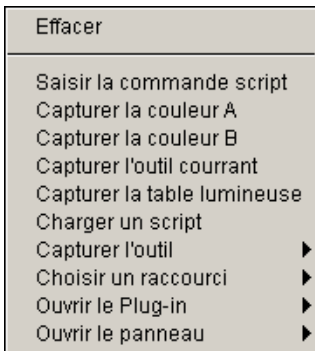 Effacer
Saisir la commande script
Capturer la couleur A
Capturer la couleur B
Capturer l'outil courrant
Capturer la table lumineuse
Charger un script
Capturer l'outil
Choisir un raccourci
Ouvrir le Plug-in
Ouvrir le panneau